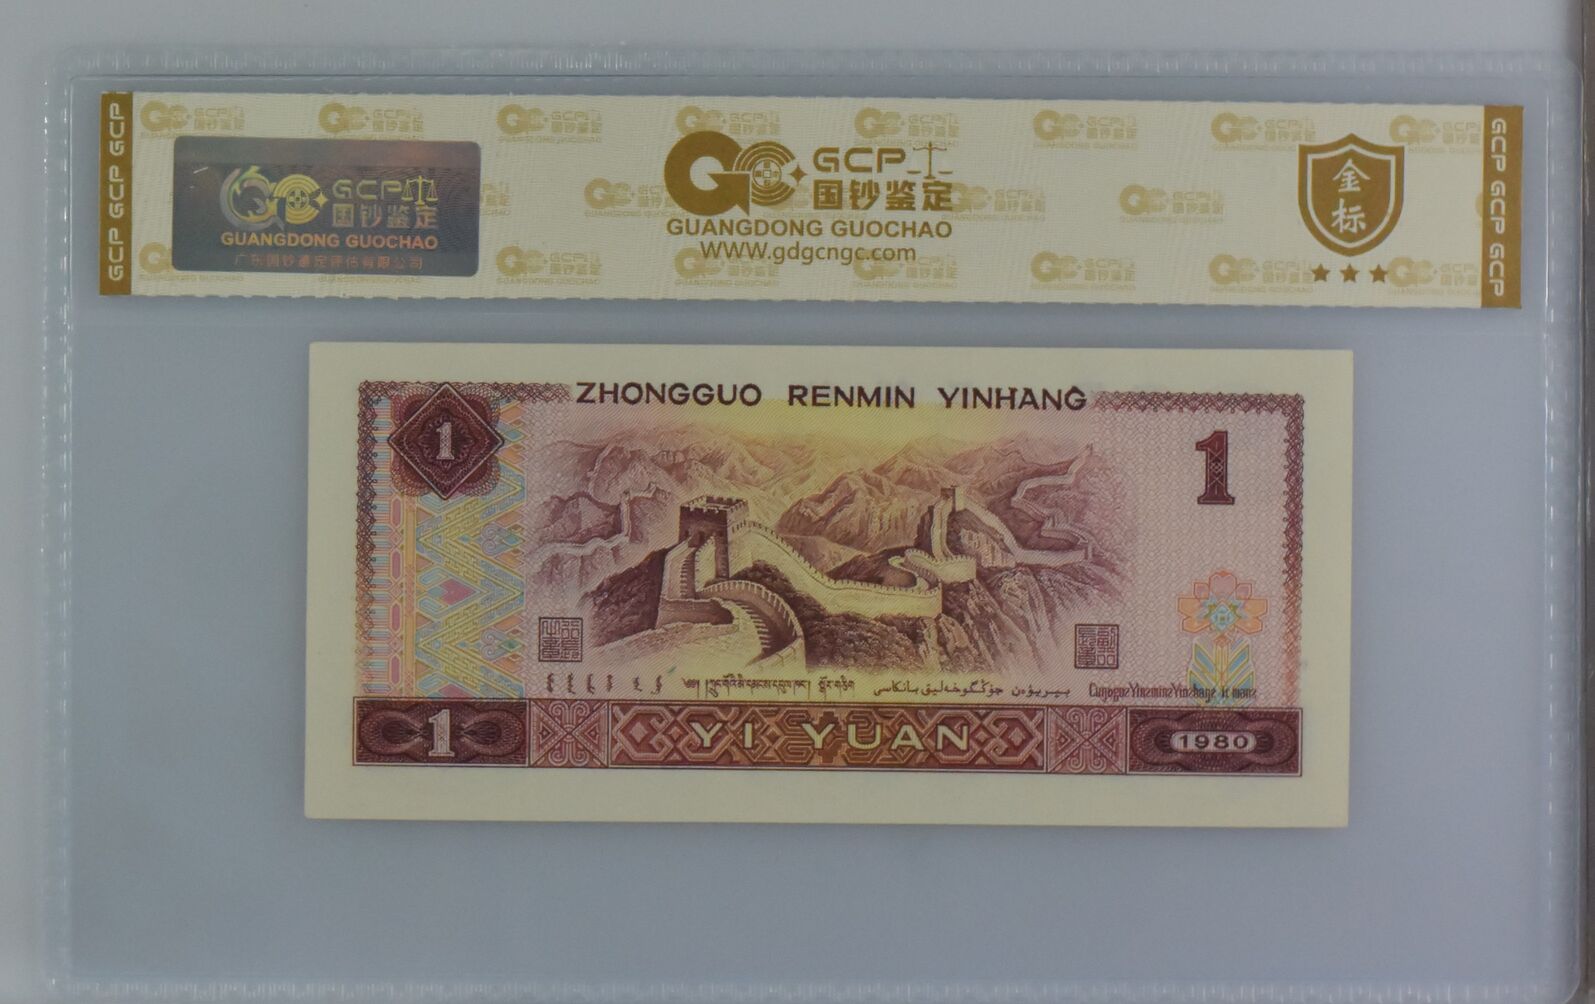 GCP GCP GCP
GCP
国钞鉴定
GUANGDONG GUOCHAO
广东国钞鉴定评估有限公司
GCP
国钞鉴定
GUANGDONG GUOCHAO
WWW.gdgcngc.com
金
标
GCP GCP GCP
ZHONGGUO RENMIN YINHANG
1
1
1
YI YUAN
1980